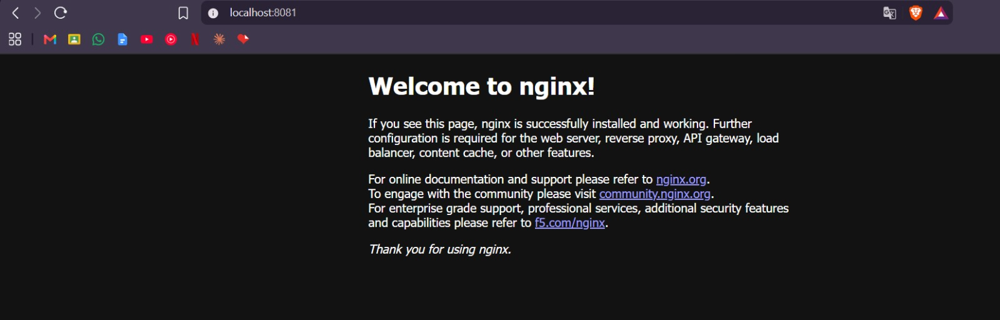 localhost:8081
Welcome to nginx!
If you see this page, nginx is successfully installed and working. Further
configuration is required for the web server, reverse proxy, API gateway, load
balancer, content cache, or other features.
For online documentation and support please refer to nginx.org.
To engage with the community please visit community.nginx.org.
For enterprise grade support, professional services, additional security features
and capabilities please refer to f5.com/nginx.
Thank you for using nginx.